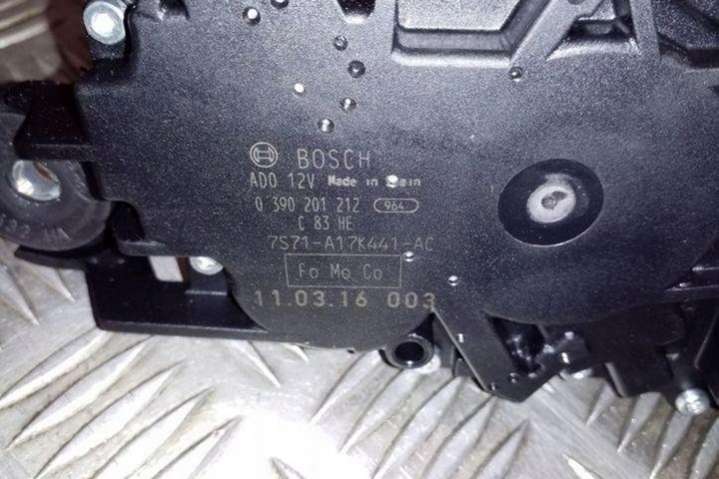 BOSCH
ADO 12V Made in Spain
0 390 201 212 964
C 83 HE
7S71-A17K441-AC
Fo Mo Co
11.03.16 003